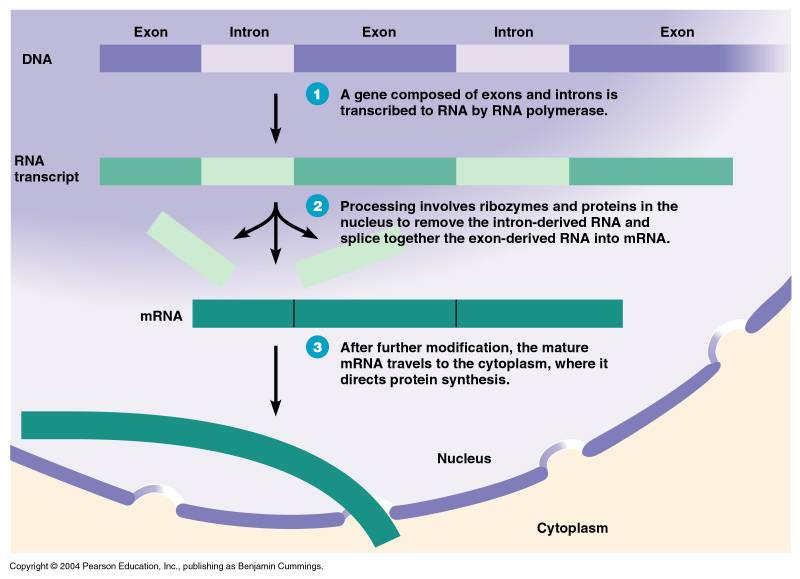 Exon Intron Exon Intron Exon
DNA
1 A gene composed of exons and introns is
transcribed to RNA by RNA polymerase.
RNA
transcript
2 Processing involves ribozymes and proteins in the
nucleus to remove the intron-derived RNA and
splice together the exon-derived RNA into mRNA.
mRNA
3 After further modification, the mature
mRNA travels to the cytoplasm, where it
directs protein synthesis.
Nucleus
Cytoplasm
Copyright © 2004 Pearson Education, Inc., publishing as Benjamin Cummings.